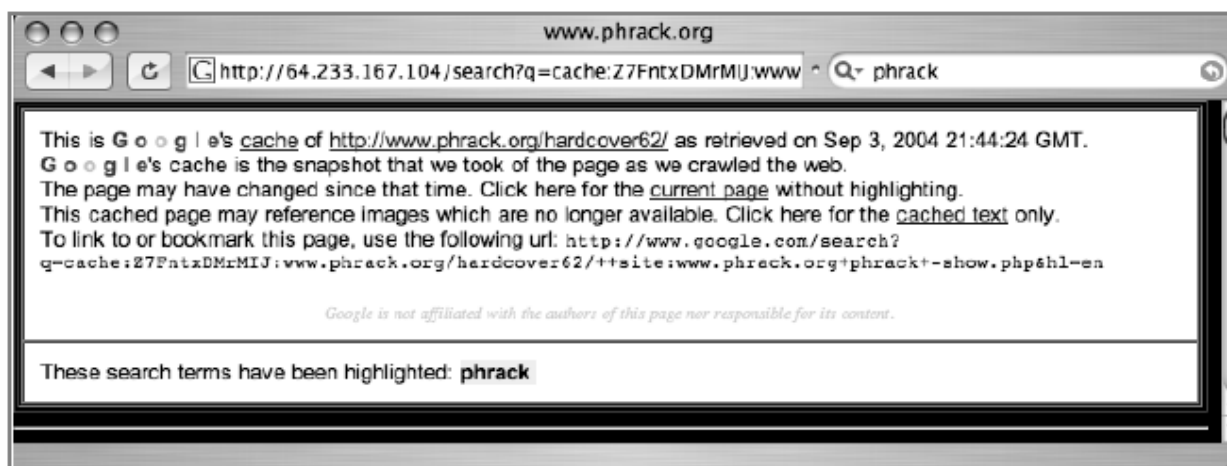 www.phrack.org
http://64.233.167.104/search?q=cache:Z7FntxDMrMIJ:www
phrack
This is Google's cache of http://www.phrack.org/hardcover62/ as retrieved on Sep 3, 2004 21:44:24 GMT.
Google's cache is the snapshot that we took of the page as we crawled the web.
The page may have changed since that time. Click here for the current page without highlighting.
This cached page may reference images which are no longer available. Click here for the cached text only.
To link to or bookmark this page, use the following url: http://www.google.com/search?
q=cache:Z7FntxDMrMIJ:www.phrack.org/hardcover62/++site:www.phrack.org+phrack+-show.php&hl=en
Google is not affiliated with the authors of this page nor responsible for its content.
These search terms have been highlighted: phrack